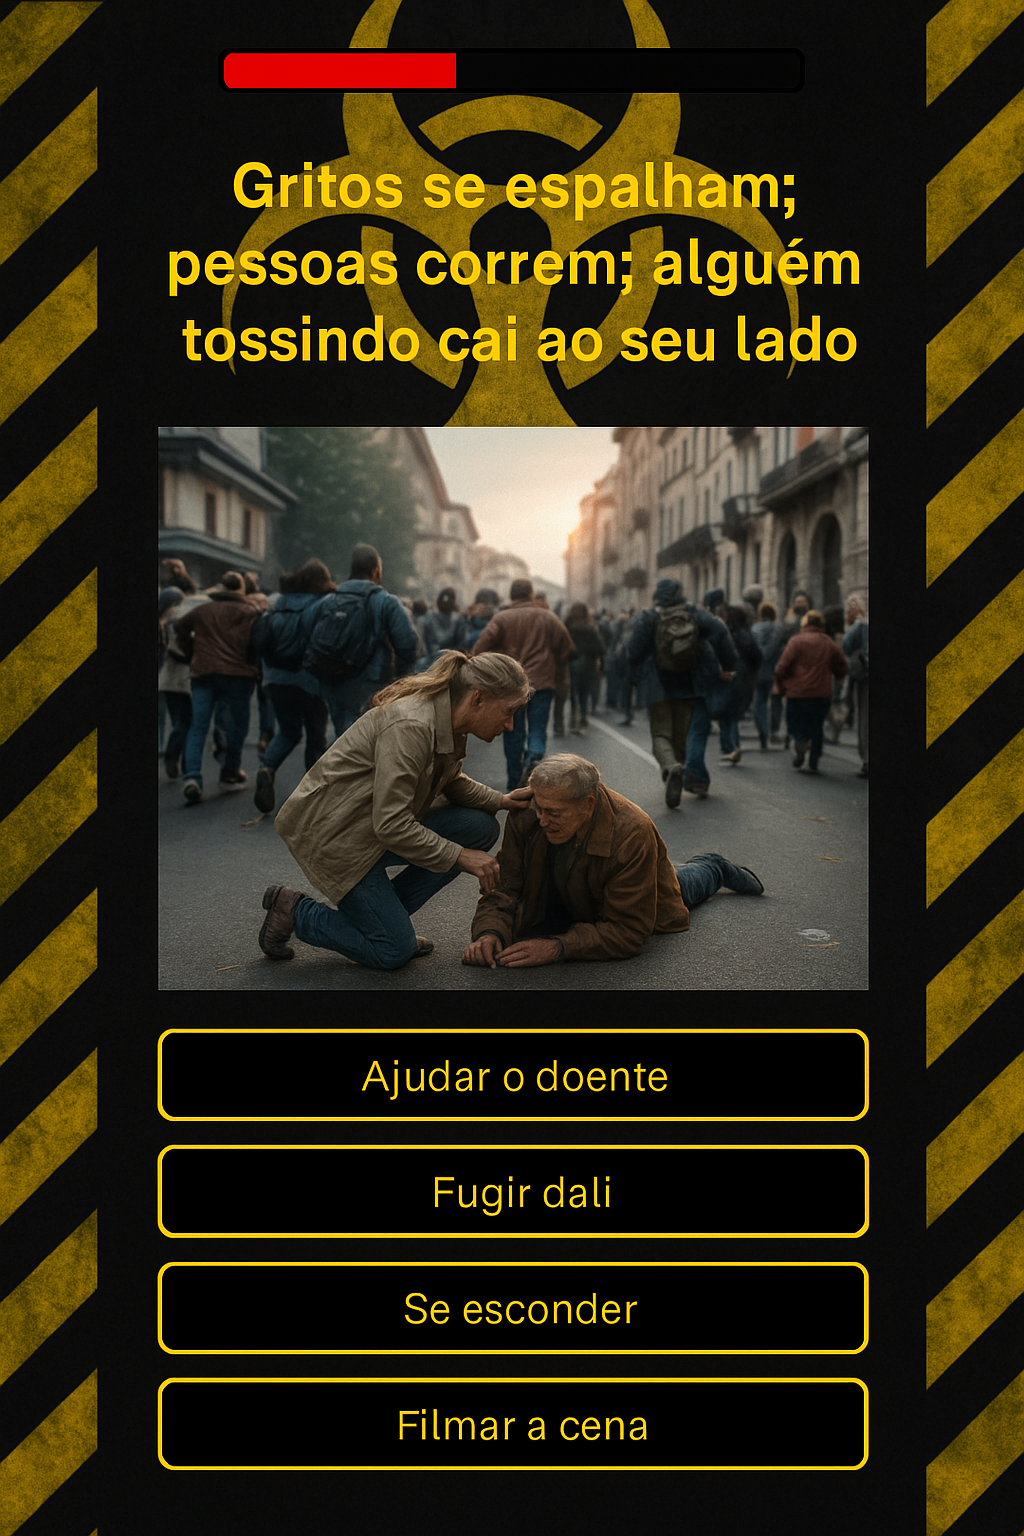 Gritos se espalham;
pessoas correm; alguém
tossindo cai ao seu lado
Ajudar o doente
Fugir dali
Se esconder
Filmar a cena